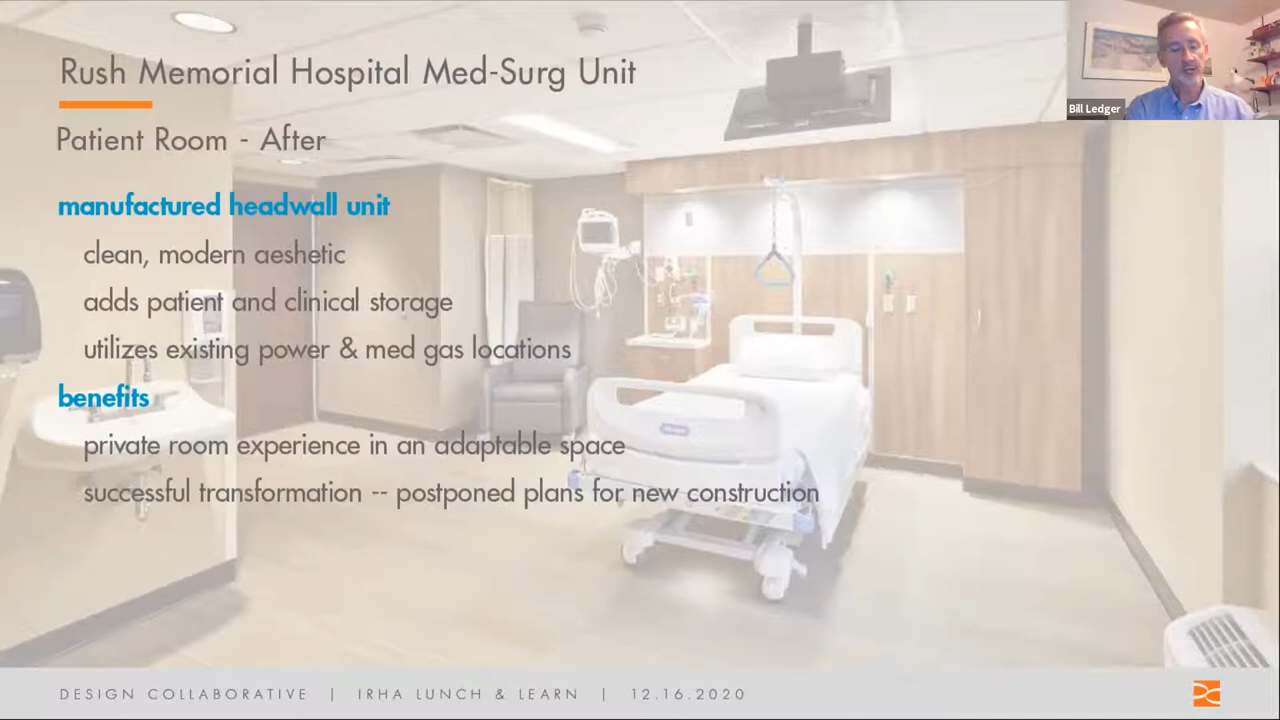 Rush Memorial Hospital Med-Surg Unit
Bill Ledger
Patient Room - After
manufactured headwall unit
clean, modern aeshetic
adds patient and clinical storage
utilizes existing power & med gas locations
benefits
private room experience in an adaptable space
successful transformation -- postponed plans for new construction
DESIGN COLLABORATIVE | IRHA LUNCH & LEARN | 12.16.2020